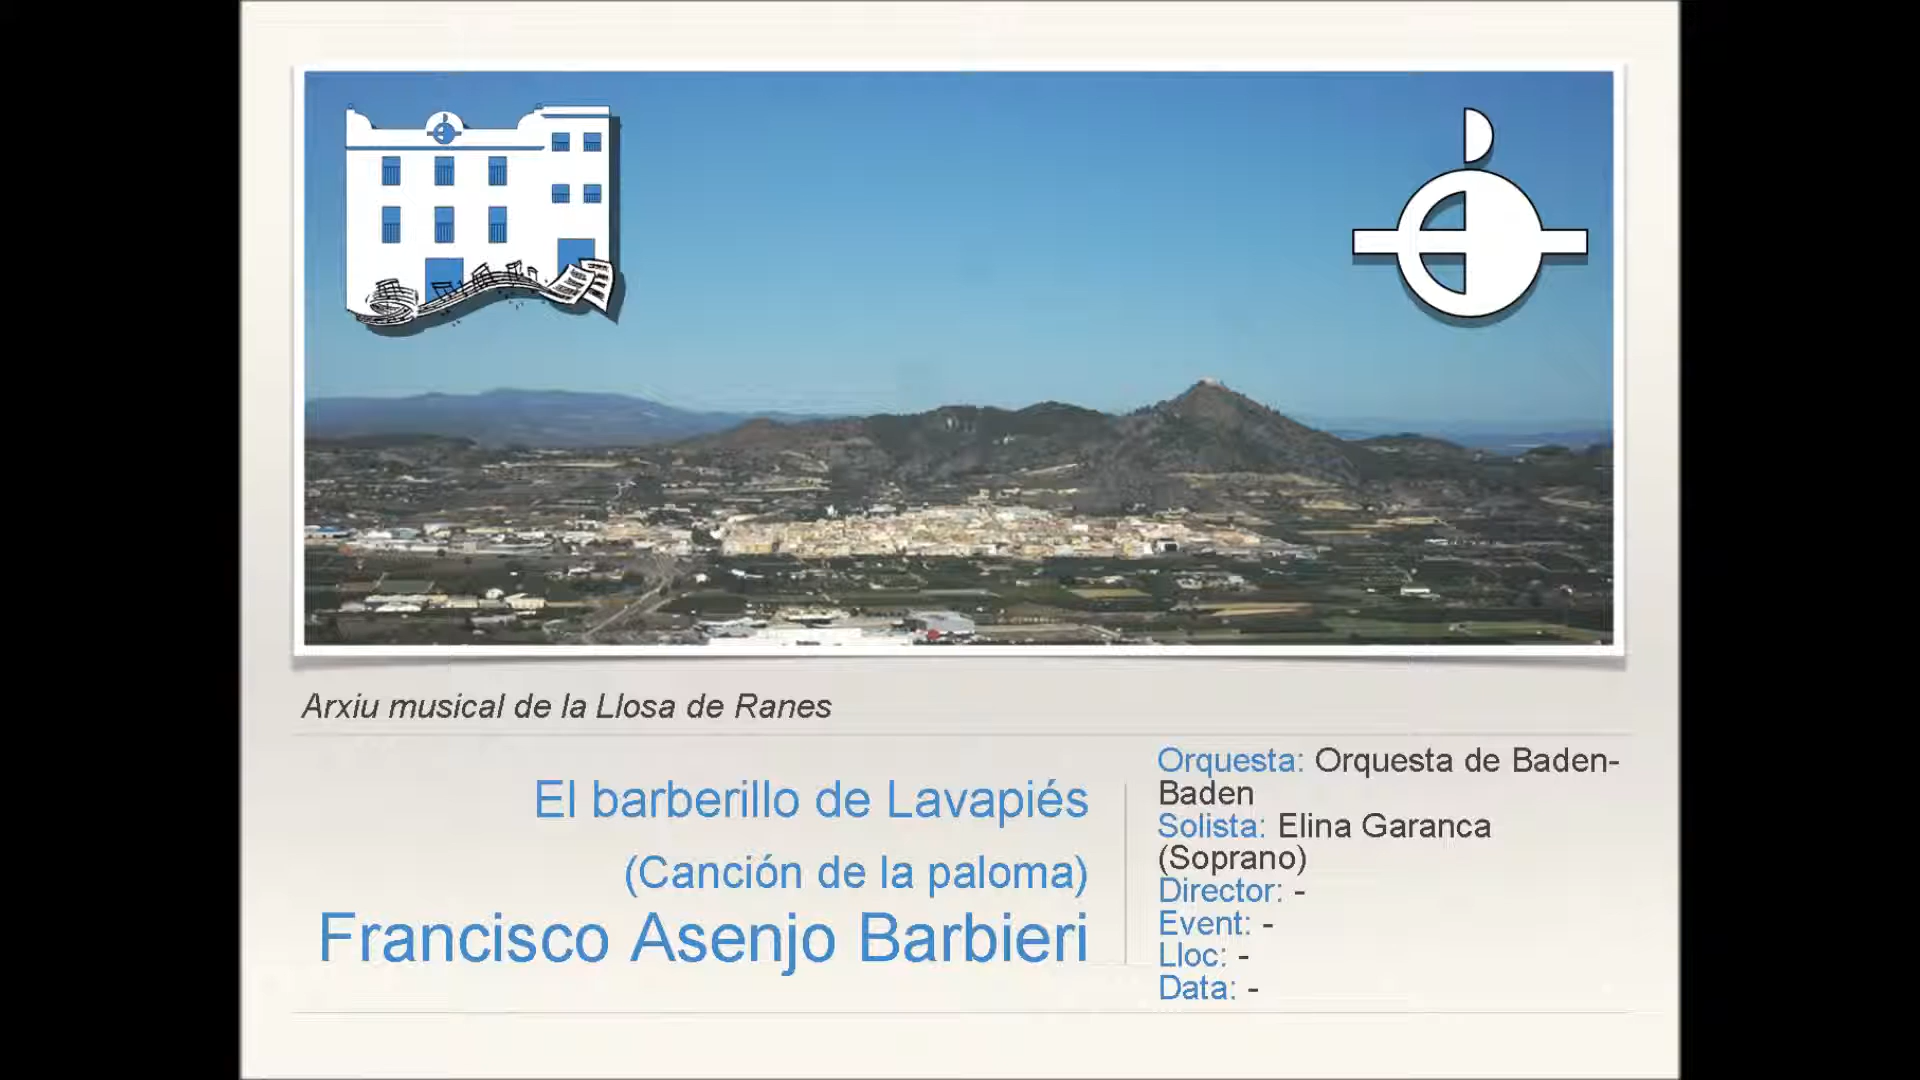 Arxiu musical de la Llosa de Ranes
El barberillo de Lavapiés
(Canción de la paloma)
Francisco Asenjo Barbieri
Orquesta: Orquesta de Baden-
Baden
Solista: Elina Garanca
(Soprano)
Director: -
Event: -
Lloc: -
Data: -